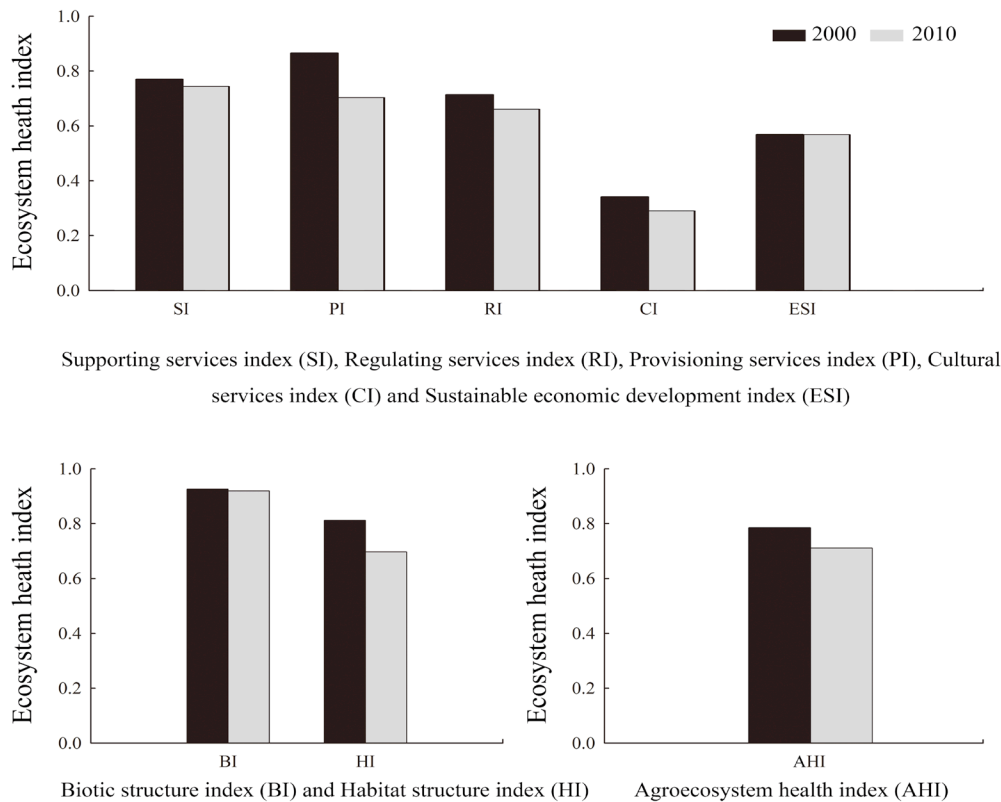 Ecosystem heath index
1.0
0.8
0.6
0.4
0.2
0.0
2000 2010
SI PI RI CI ESI
Supporting services index (SI), Regulating services index (RI), Provisioning services index (PI), Cultural
services index (CI) and Sustainable economic development index (ESI)
Ecosystem heath index
1.0
0.8
0.6
0.4
0.2
0.0
BI HI
Biotic structure index (BI) and Habitat structure index (HI)
Ecosystem heath index
1.0
0.8
0.6
0.4
0.2
0.0
AHI
Agroecosystem health index (AHI)